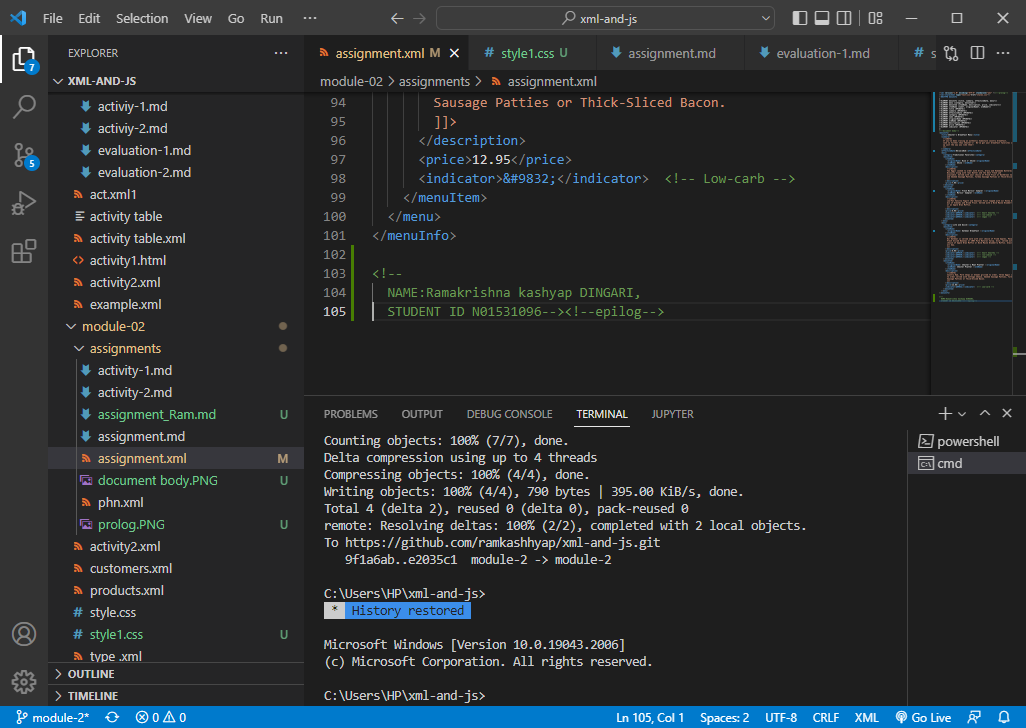 File Edit Selection View Go Run ··· xml-and-js
EXPLORER ···
XML-AND-JS
activiy-1.md
activiy-2.md
evaluation-1.md
evaluation-2.md
act.xml1
activity table
activity table.xml
activity1.html
activity2.xml
example.xml
module-02
assignments
activity-1.md
activity-2.md
assignment_Ram.md U
assignment.md
assignment.xml M
document body.PNG U
phn.xml
prolog.PNG U
activity2.xml
customers.xml
products.xml
style.css
style1.css U
type .xml
OUTLINE
TIMELINE
7
5
assignment.xml M style1.css U assignment.md evaluation-1.md s ···
module-02 > assignments > assignment.xml
94 Sausage Patties or Thick-Sliced Bacon.
95 ]]>
96 </description>
97 <price>12.95</price>
98 <indicator>&#9832;</indicator> <!-- Low-carb -->
99 </menuItem>
100 </menu>
101 </menuInfo>
102
103 <!--
104 NAME:Ramakrishna kashyap DINGARI,
105 STUDENT ID N01531096--><!--epilog-->
PROBLEMS OUTPUT DEBUG CONSOLE TERMINAL JUPYTER
Counting objects: 100% (7/7), done.
Delta compression using up to 4 threads
Compressing objects: 100% (4/4), done.
Writing objects: 100% (4/4), 790 bytes | 395.00 KiB/s, done.
Total 4 (delta 2), reused 0 (delta 0), pack-reused 0
remote: Resolving deltas: 100% (2/2), completed with 2 local objects.
To https://github.com/ramkashhyap/xml-and-js.git
9f1a6ab..e2035c1 module-2 -> module-2
C:\Users\HP\xml-and-js>
* History restored
Microsoft Windows [Version 10.0.19043.2006]
(c) Microsoft Corporation. All rights reserved.
C:\Users\HP\xml-and-js>
powershell
cmd
module-2* 0 0 Ln 105, Col 1 Spaces: 2 UTF-8 CRLF XML Go Live